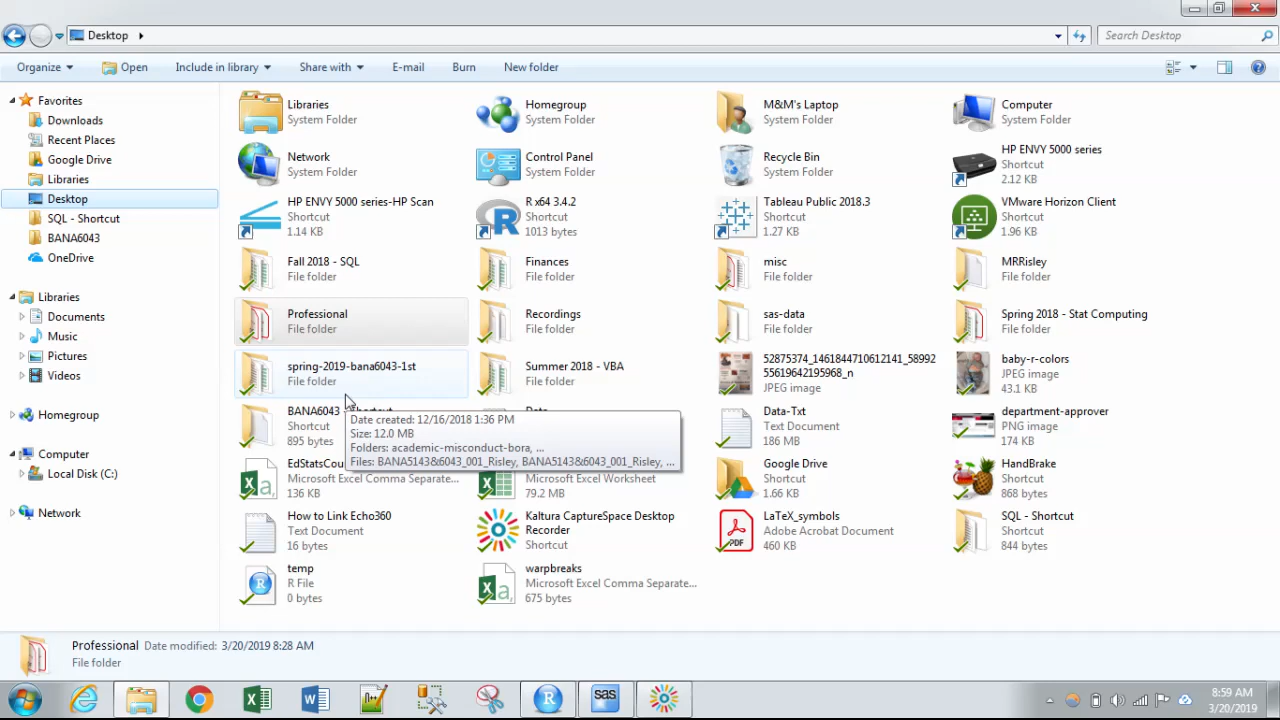 Desktop
Search Desktop
Organize
Open
Include in library
Share with
E-mail
Burn
New folder
Favorites
Downloads
Recent Places
Google Drive
Libraries
Desktop
SQL - Shortcut
BANA6043
OneDrive
Libraries
Documents
Music
Pictures
Videos
Homegroup
Computer
Local Disk (C:)
Network
Libraries
System Folder
Homegroup
System Folder
M&M's Laptop
System Folder
Computer
System Folder
Network
System Folder
Control Panel
System Folder
Recycle Bin
System Folder
HP ENVY 5000 series
Shortcut
2.12 KB
HP ENVY 5000 series-HP Scan
Shortcut
1.14 KB
R x64 3.4.2
Shortcut
1013 bytes
Tableau Public 2018.3
Shortcut
1.27 KB
VMware Horizon Client
Shortcut
1.96 KB
Fall 2018 - SQL
File folder
Finances
File folder
misc
File folder
MRRisley
File folder
Professional
File folder
Recordings
File folder
sas-data
File folder
Spring 2018 - Stat Computing
File folder
spring-2019-bana6043-1st
File folder
Summer 2018 - VBA
File folder
52875374_1461844710612141_58992
55619642195968_n
JPEG image
baby-r-colors
JPEG image
43.1 KB
BANA6043 - Shortcut
Shortcut
895 bytes
Date created: 12/16/2018 1:36 PM
Size: 12.0 MB
Folders: academic-misconduct-bora, ...
Files: BANA5143&6043_001_Risley, BANA5143&6043_001_Risley, ...
Data-Txt
Text Document
186 MB
department-approver
PNG image
174 KB
EdStatsCou
Microsoft Excel Comma Separate...
136 KB
Microsoft Excel Worksheet
79.2 MB
Google Drive
Shortcut
1.66 KB
HandBrake
Shortcut
868 bytes
How to Link Echo360
Text Document
16 bytes
Kaltura CaptureSpace Desktop
Recorder
Shortcut
LaTeX_symbols
Adobe Acrobat Document
460 KB
SQL - Shortcut
Shortcut
844 bytes
temp
R File
0 bytes
warpbreaks
Microsoft Excel Comma Separate...
675 bytes
Professional Date modified: 3/20/2019 8:28 AM
File folder
sas
8:59 AM
3/20/2019